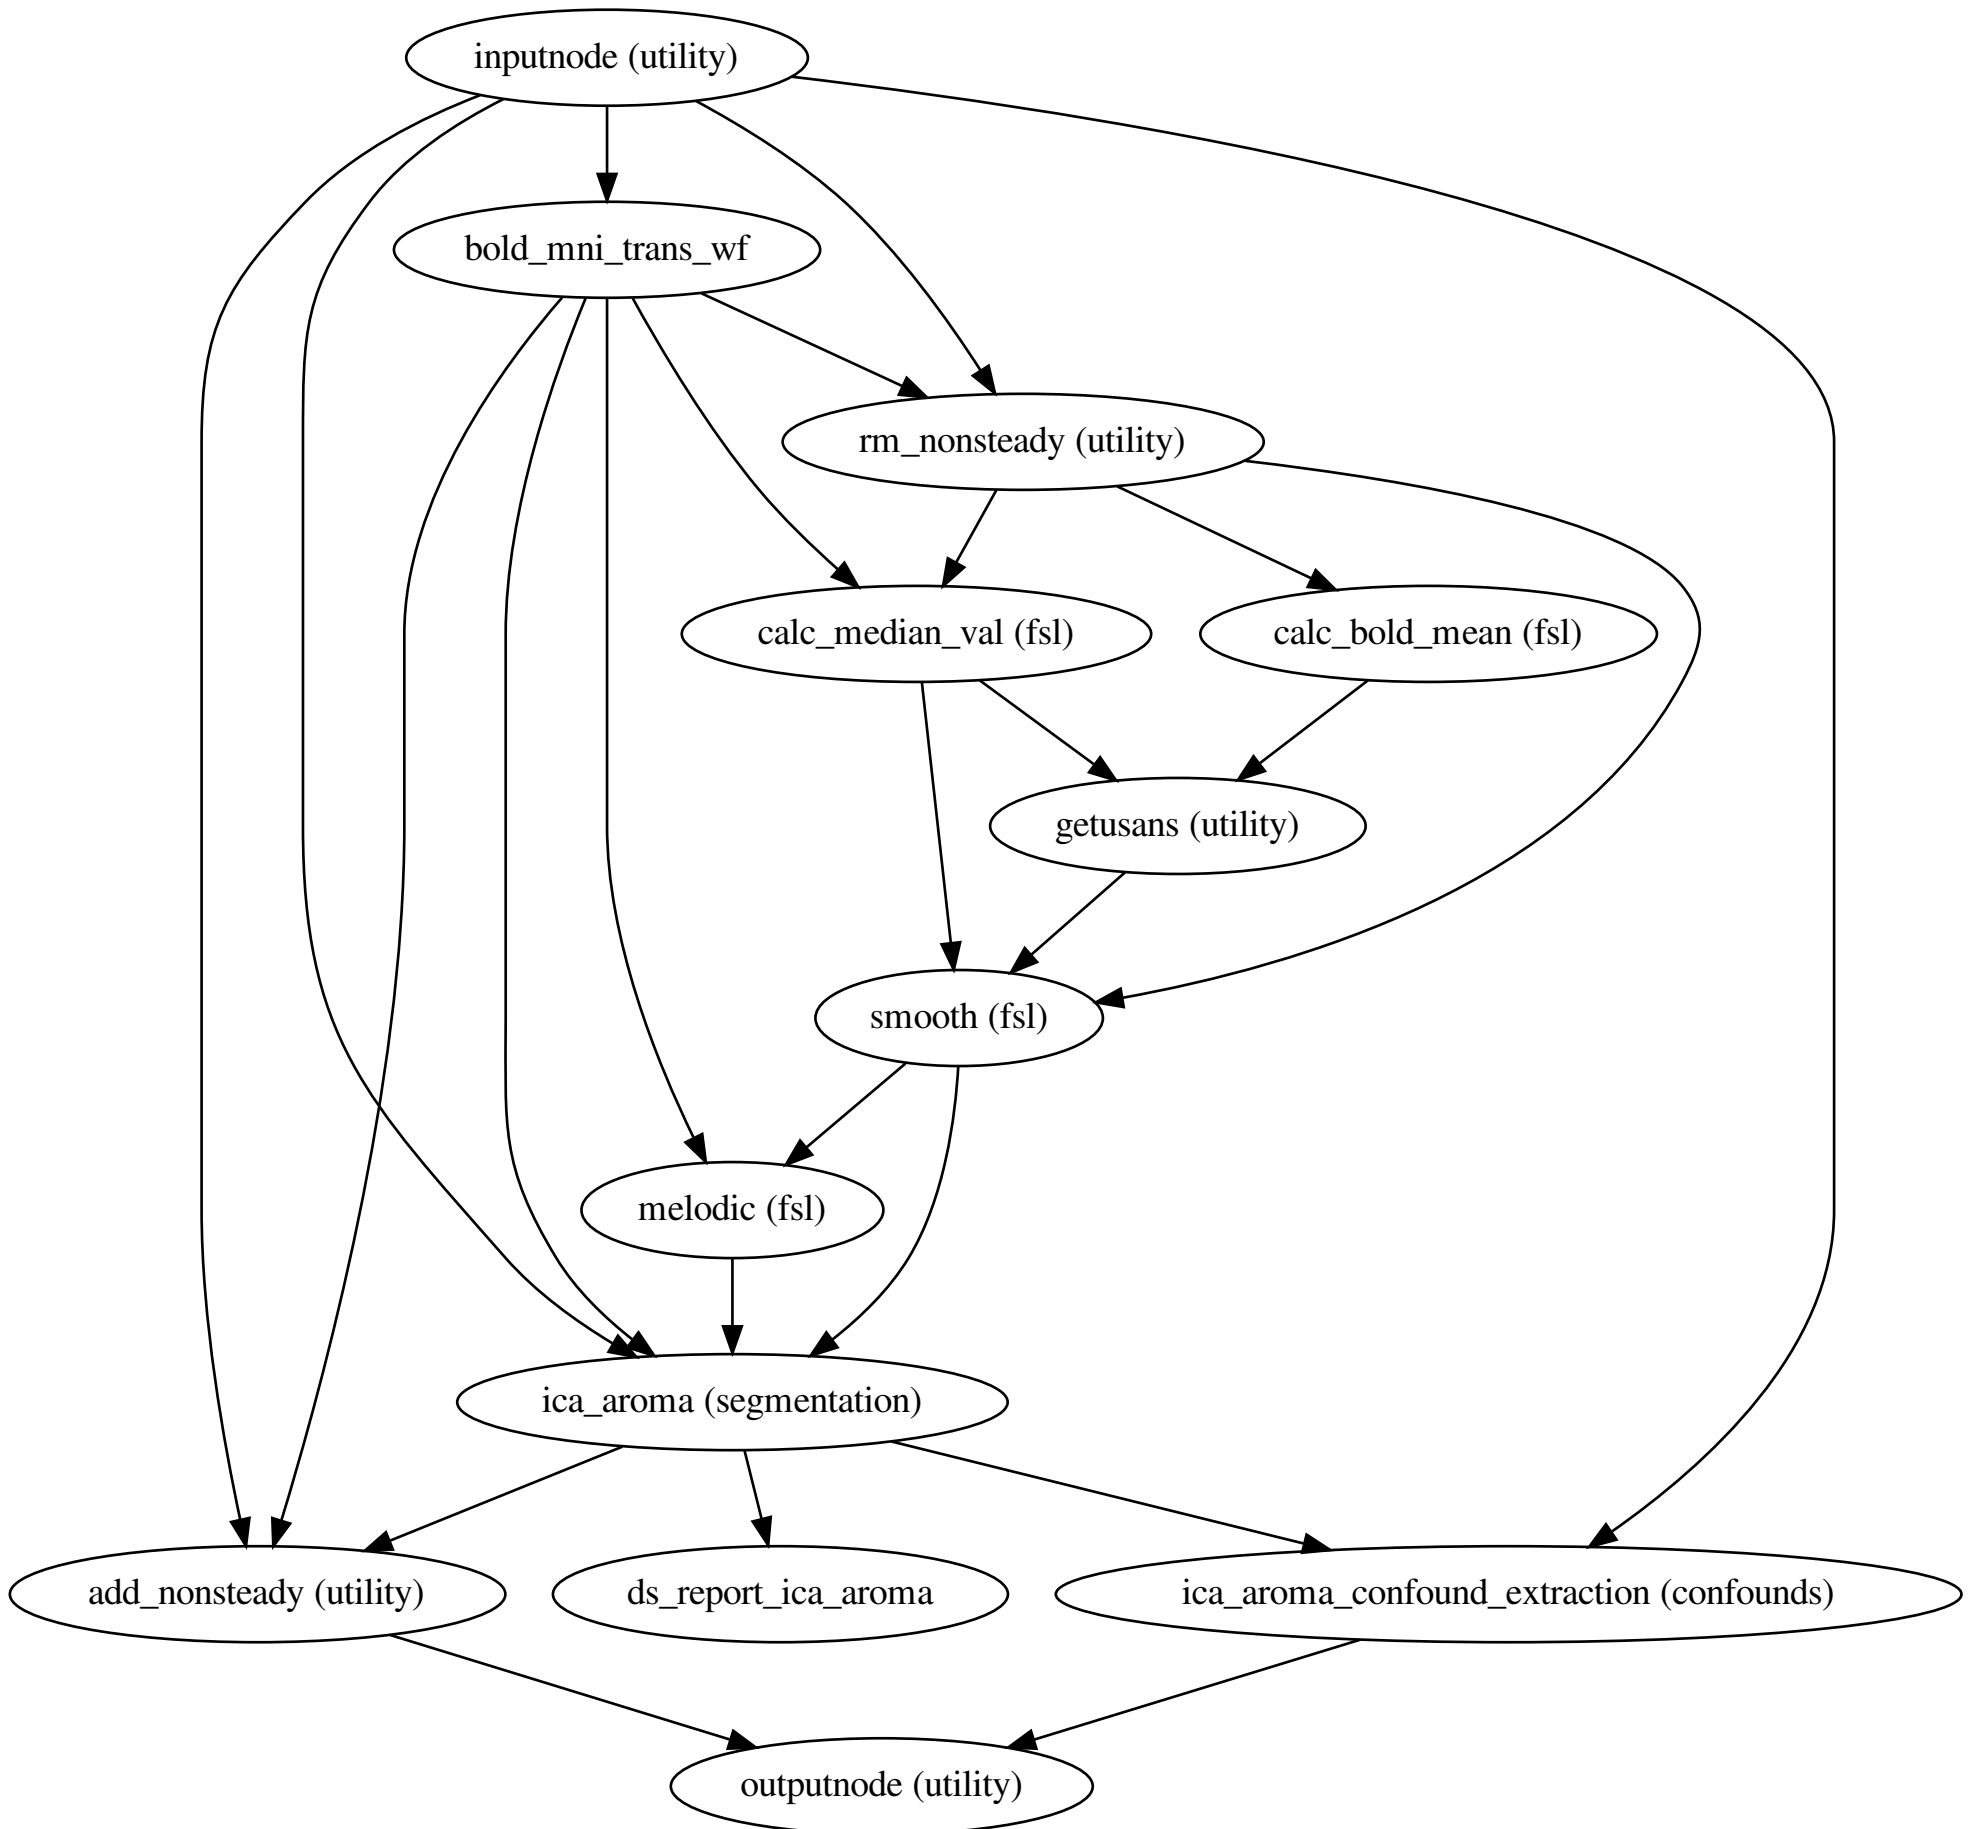 inputnode (utility)
bold_mni_trans_wf
rm_nonsteady (utility)
calc_median_val (fsl)
calc_bold_mean (fsl)
getusans (utility)
smooth (fsl)
melodic (fsl)
ica_aroma (segmentation)
add_nonsteady (utility)
ds_report_ica_aroma
ica_aroma_confound_extraction (confounds)
outputnode (utility)